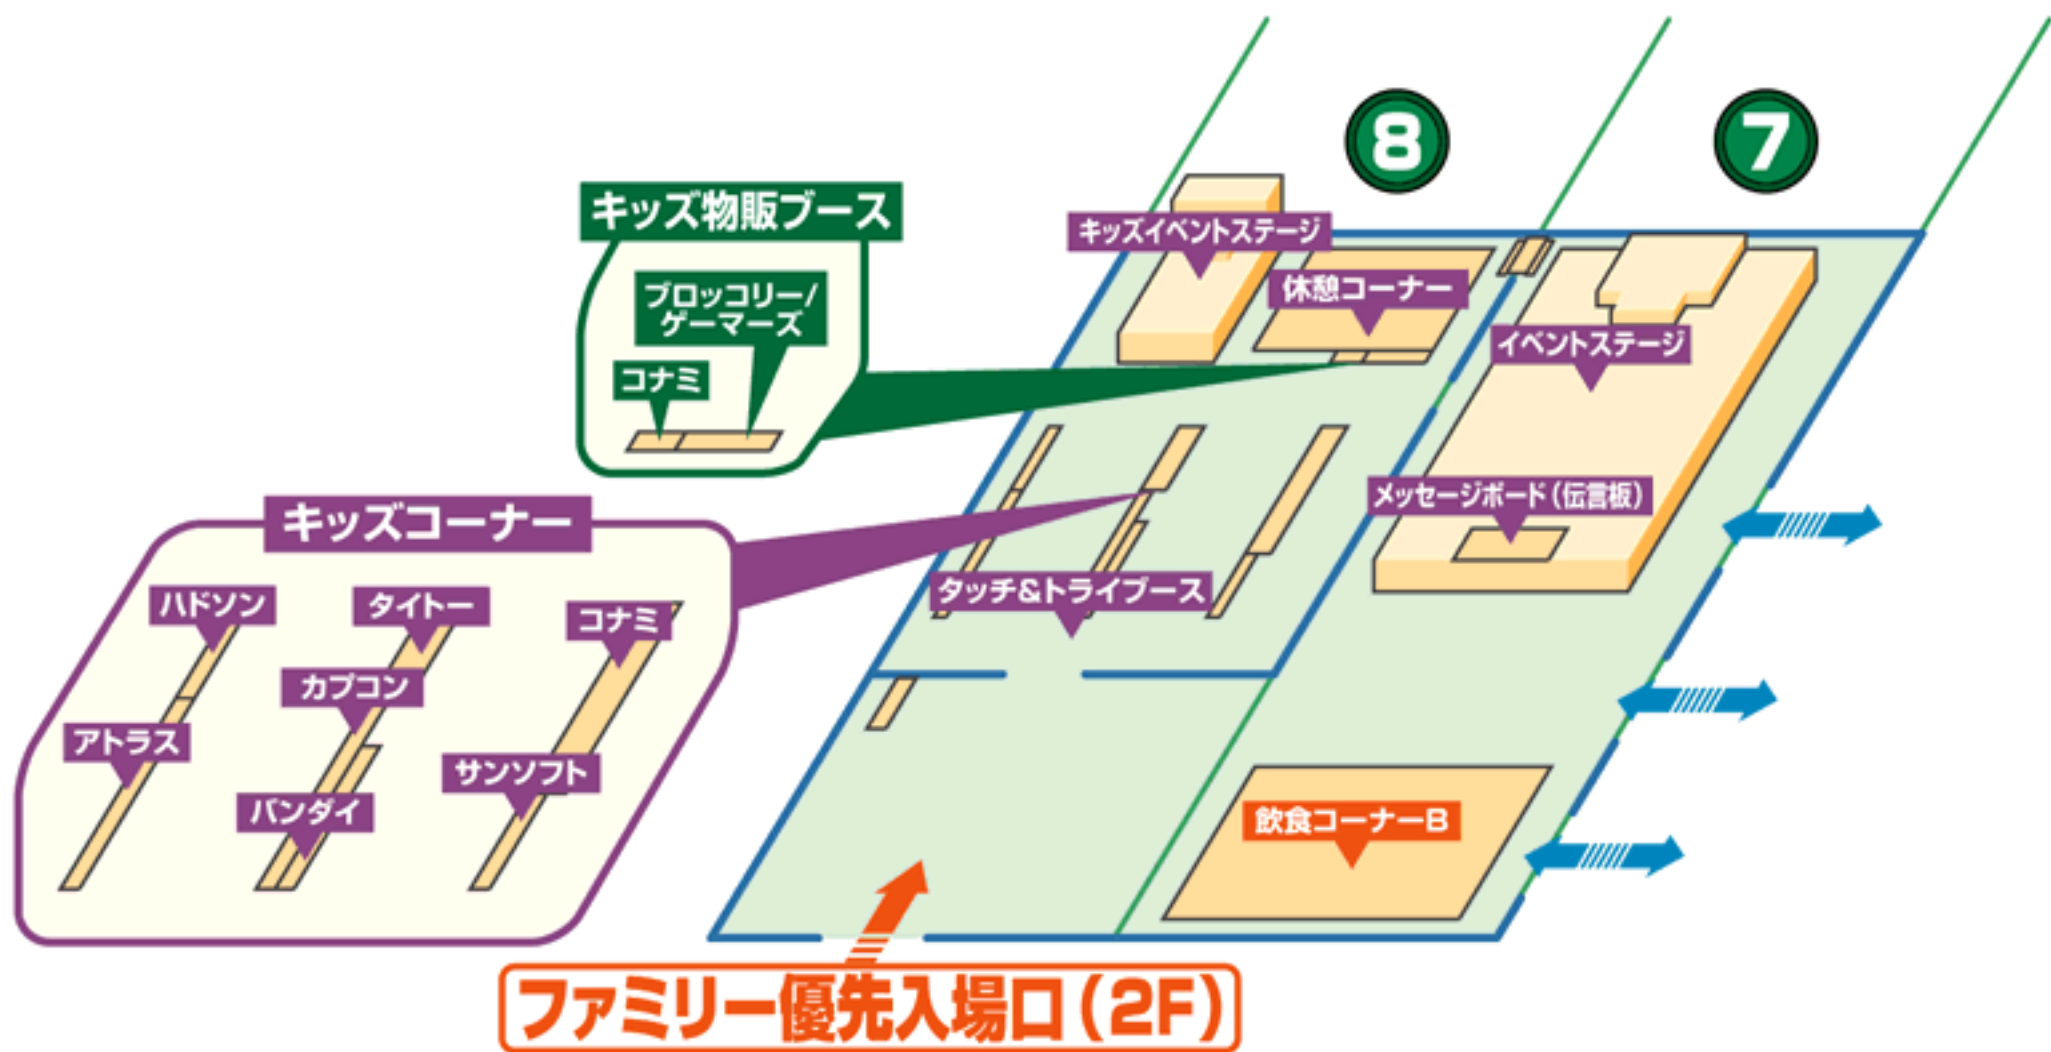 8
7
キッズ物販ブース
ブロッコリー/
ゲーマーズ
コナミ
キッズイベントステージ
休憩コーナー
イベントステージ
メッセージボード(伝言板)
キッズコーナー
ハドソン
タイトー
コナミ
カプコン
アトラス
サンソフト
バンダイ
タッチ&トライブース
飲食コーナーB
ファミリー優先入場口(2F)